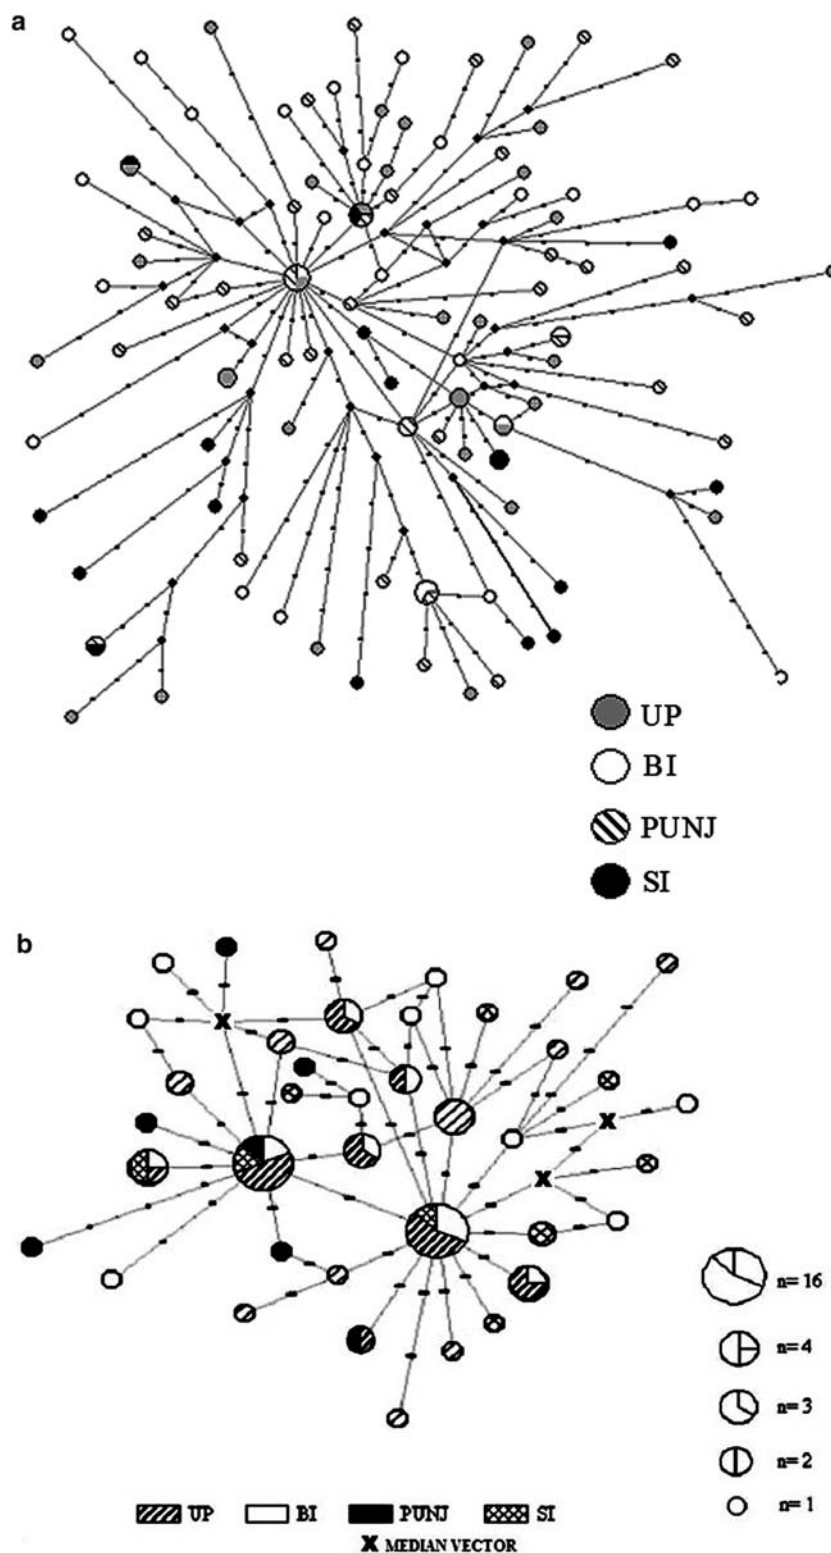 a
UP
BI
PUNJ
SI
b
n= 16
n= 4
n= 3
n= 2
n= 1
UP BI PUNJ SI
X MEDIAN VECTOR